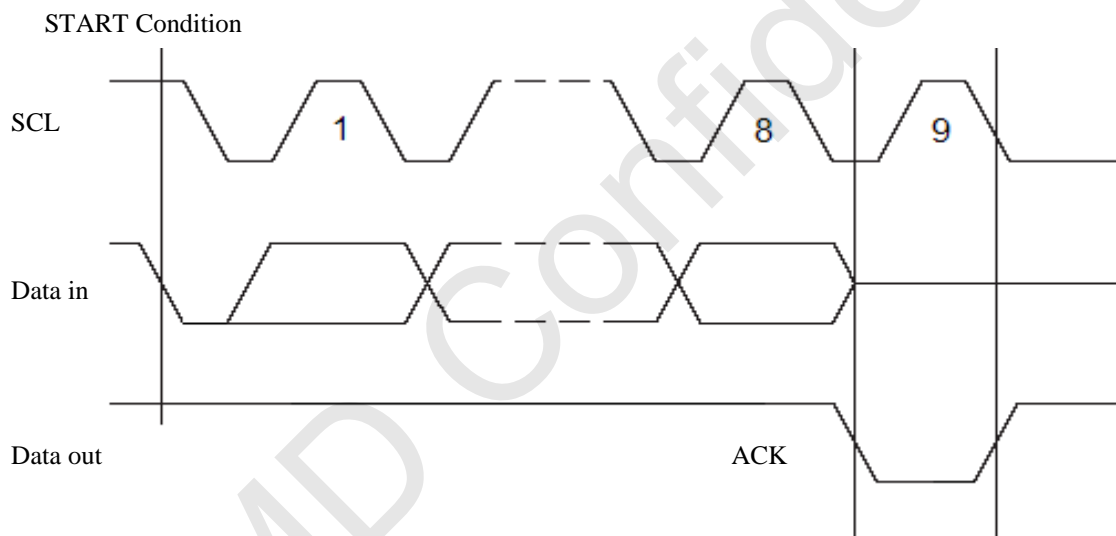 START Condition
SCL
1
8
9
Data in
Data out
ACK